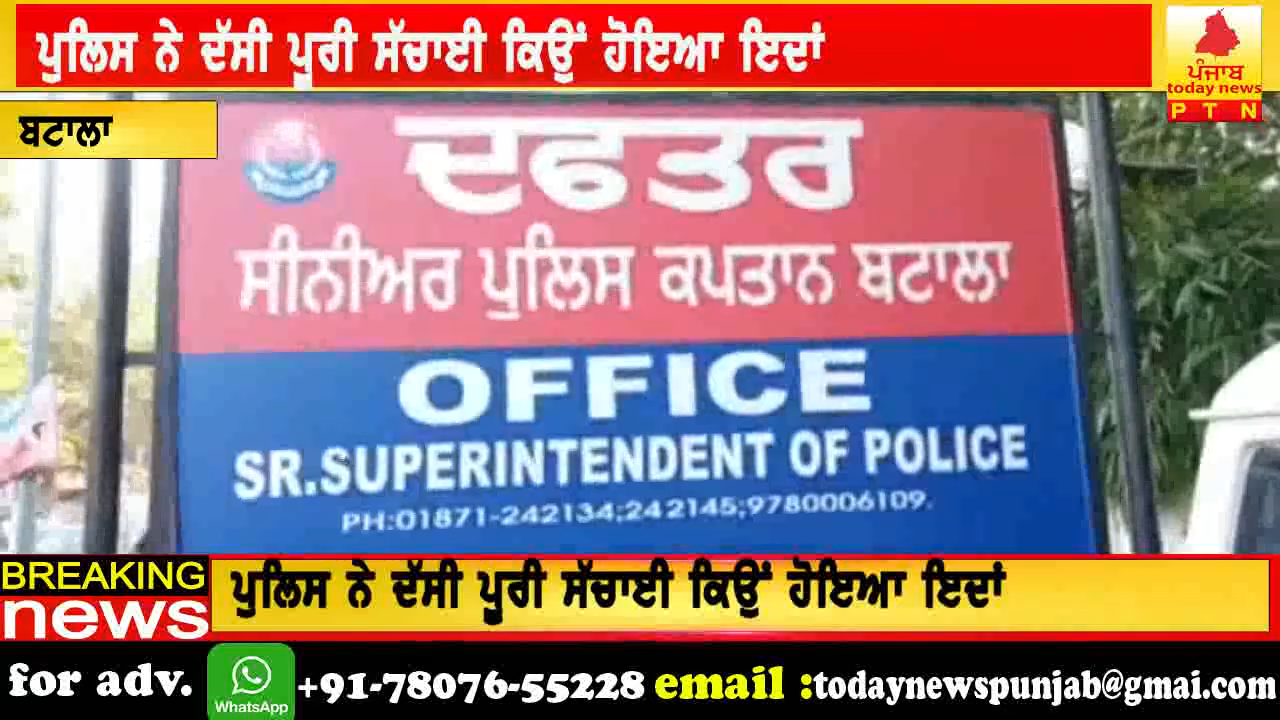 ਪੁਲਿਸ ਨੇ ਦੱਸੀ ਪੂਰੀ ਸੱਚਾਈ ਕਿਉਂ ਹੋਇਆ ਇਦਾਂ
ਪੰਜਾਬ
today news
P T N
ਬਟਾਲਾ
ਦਫਤਰ
ਸੀਨੀਅਰ ਪੁਲਿਸ ਕਪਤਾਨ ਬਟਾਲਾ
OFFICE
SR.SUPERINTENDENT OF POLICE
PH:01871-242134;242145;9780006109.
BREAKING
news
ਪੁਲਿਸ ਨੇ ਦੱਸੀ ਪੂਰੀ ਸੱਚਾਈ ਕਿਉਂ ਹੋਇਆ ਇਦਾਂ
for adv. WhatsApp +91-78076-55228 email :todaynewspunjab@gmai.com